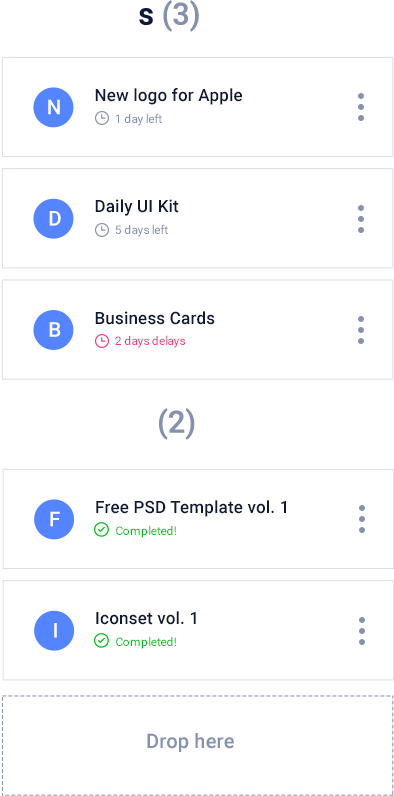 s (3)
N
New logo for Apple
1 day left
D
Daily UI Kit
5 days left
B
Business Cards
2 days delays
(2)
F
Free PSD Template vol. 1
Completed!
I
Iconset vol. 1
Completed!
Drop here